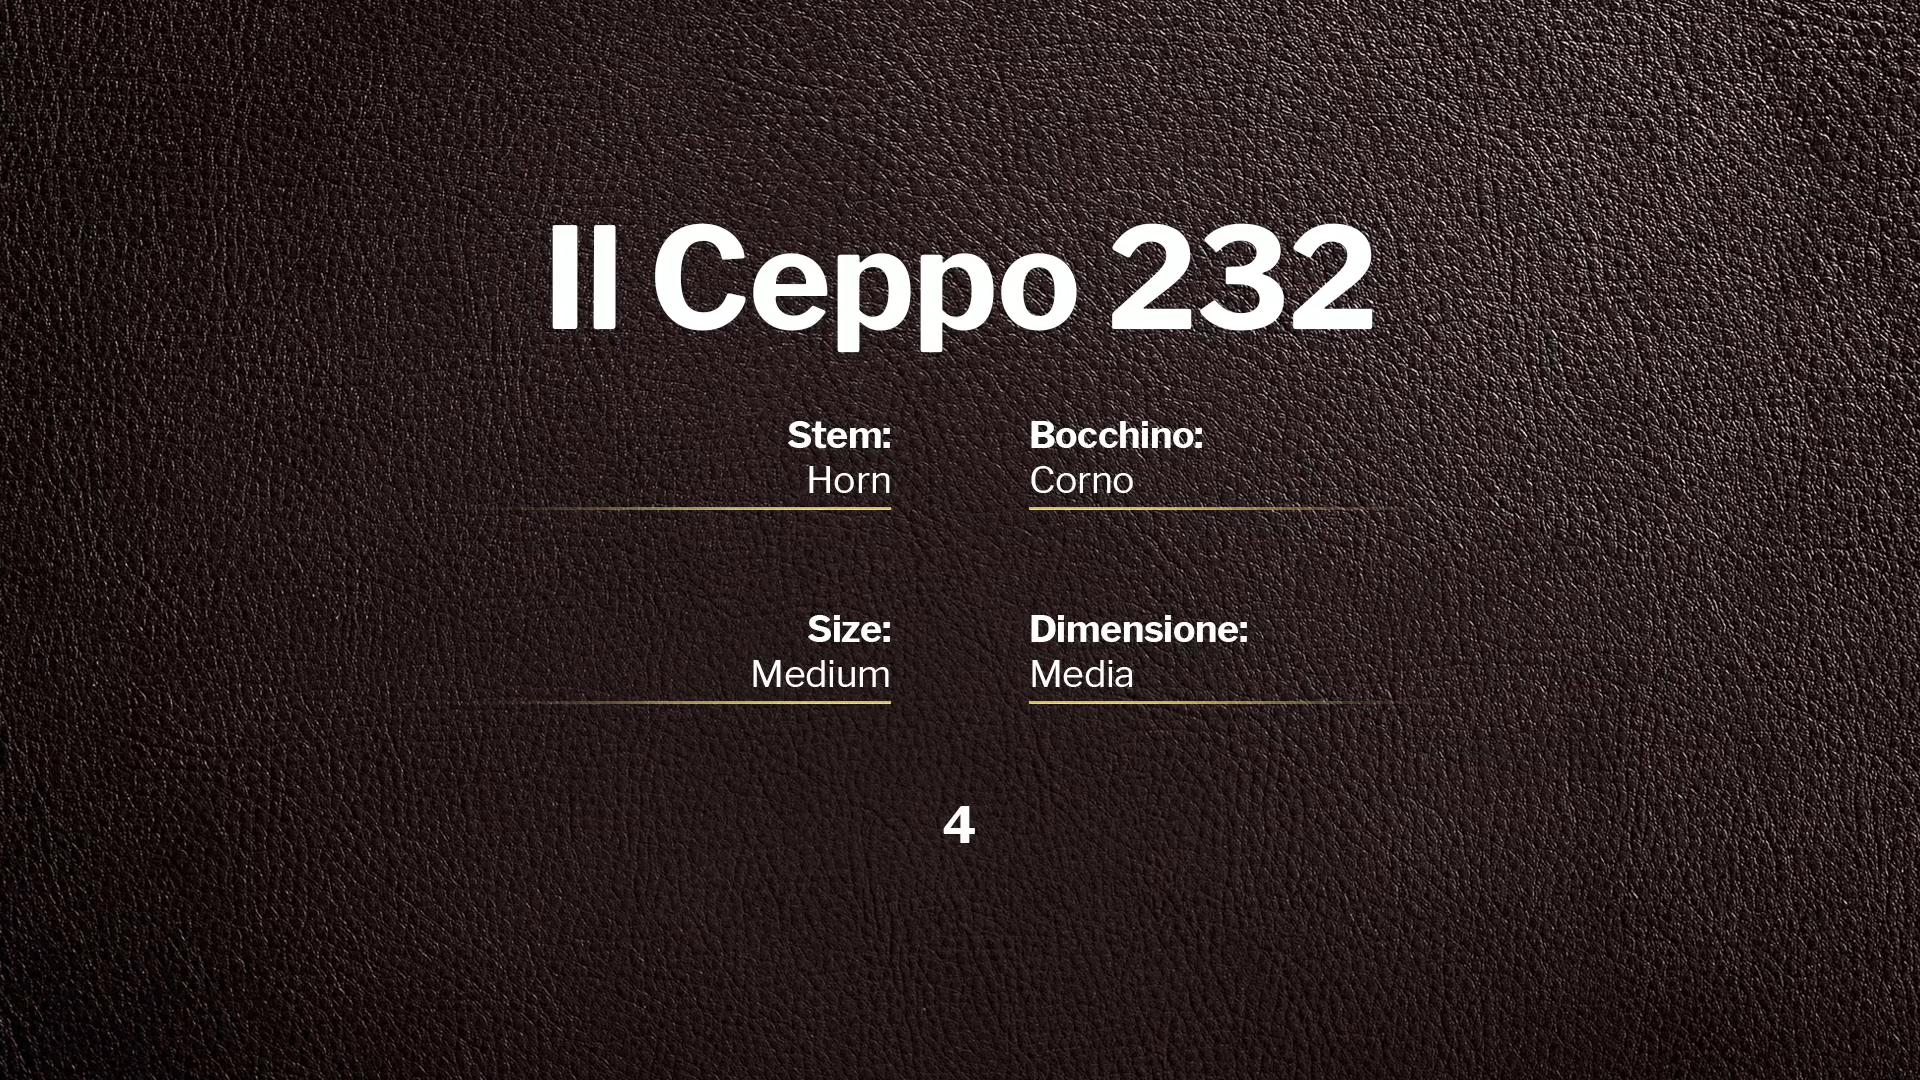 Il Ceppo 232
Stem:
Horn
Bocchino:
Corno
Size:
Medium
Dimensione:
Media
4